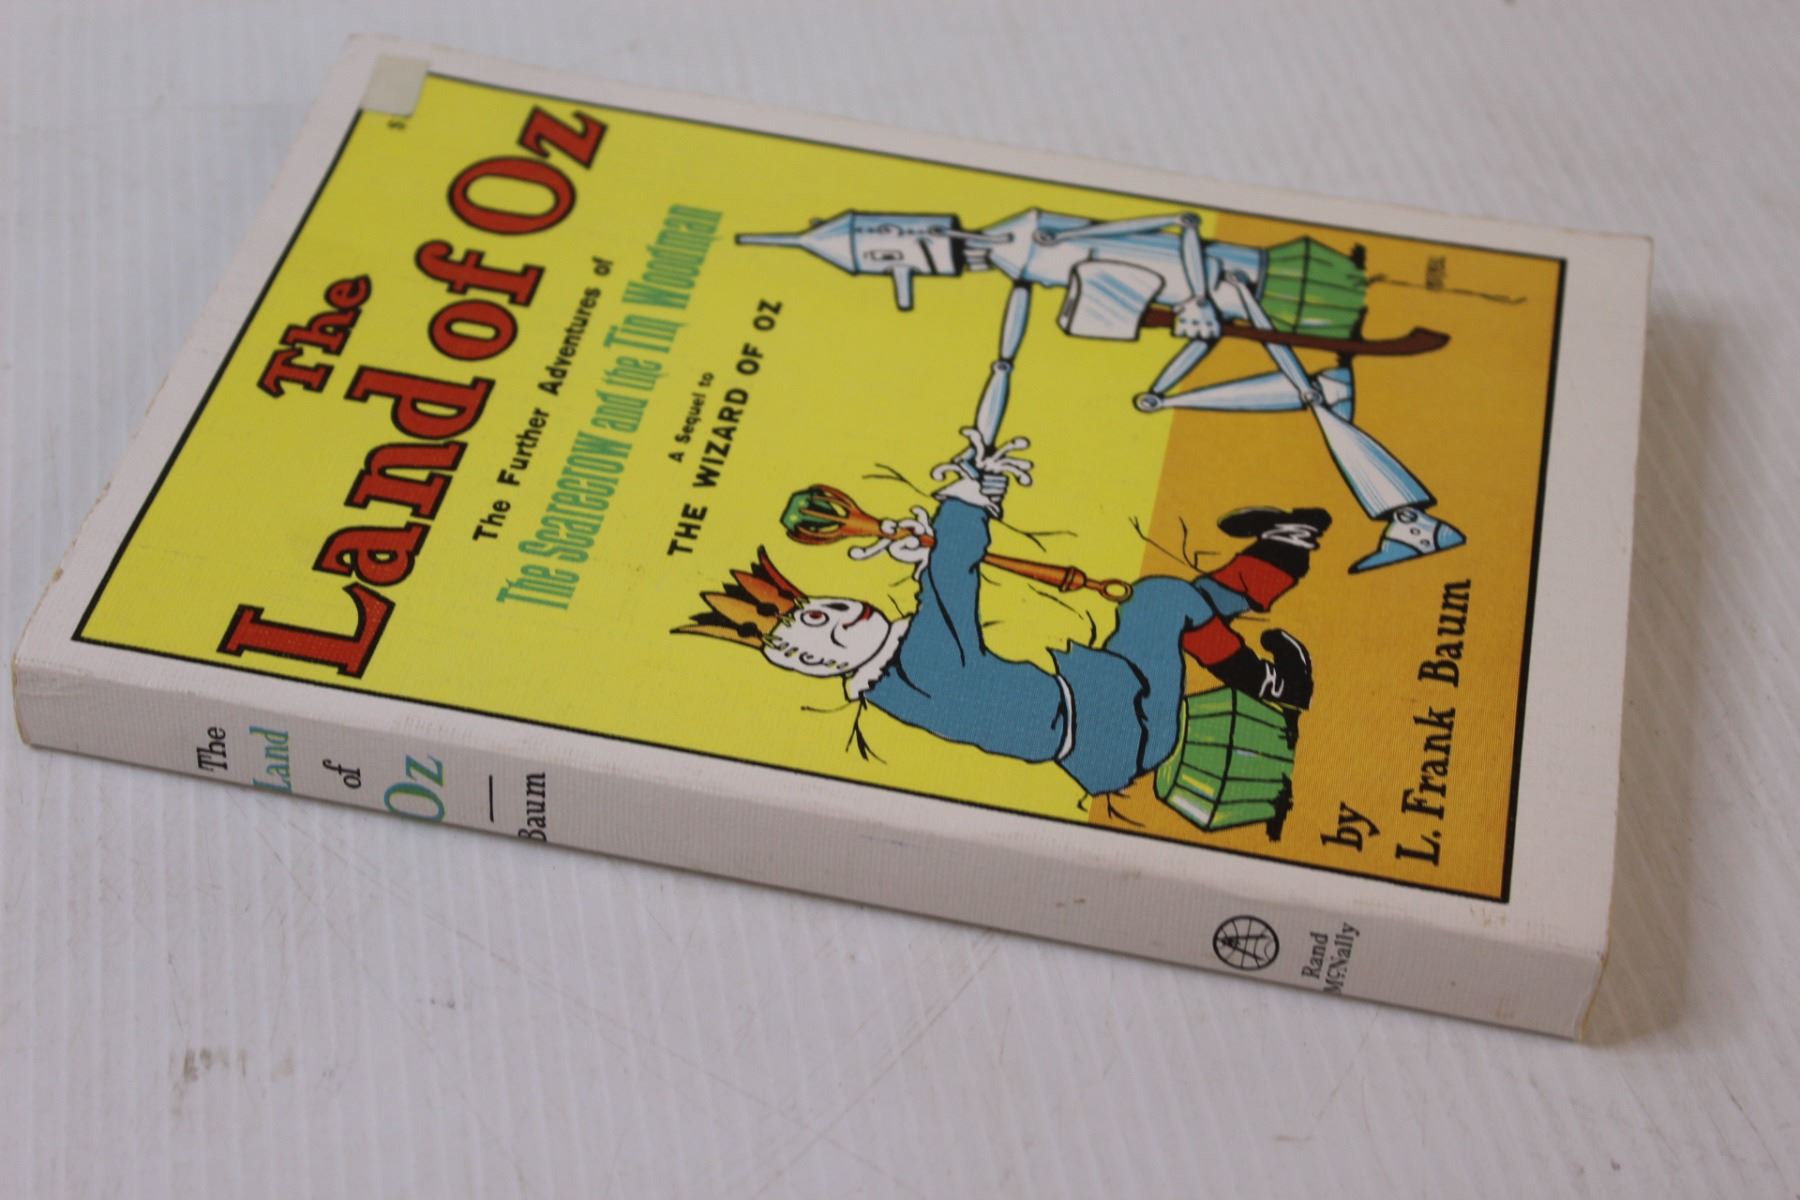 The
Land of Oz
The Further Adventures of
The Scarecrow and the Tin Woodman
A Sequel to
THE WIZARD OF OZ
by
L. Frank Baum
The
Land
of
Oz
Baum
Rand
McNally